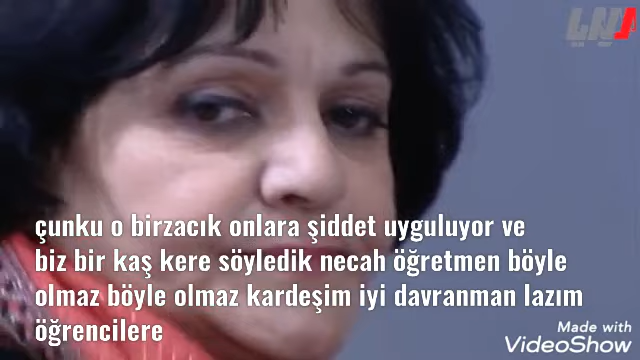 LNJ
çunku o birzacık onlara şiddet uyguluyor ve
biz bir kaş kere söyledik necah öğretmen böyle
olmaz böyle olmaz kardeşim iyi davranman lazım
öğrencilere
Made with
VideoShow